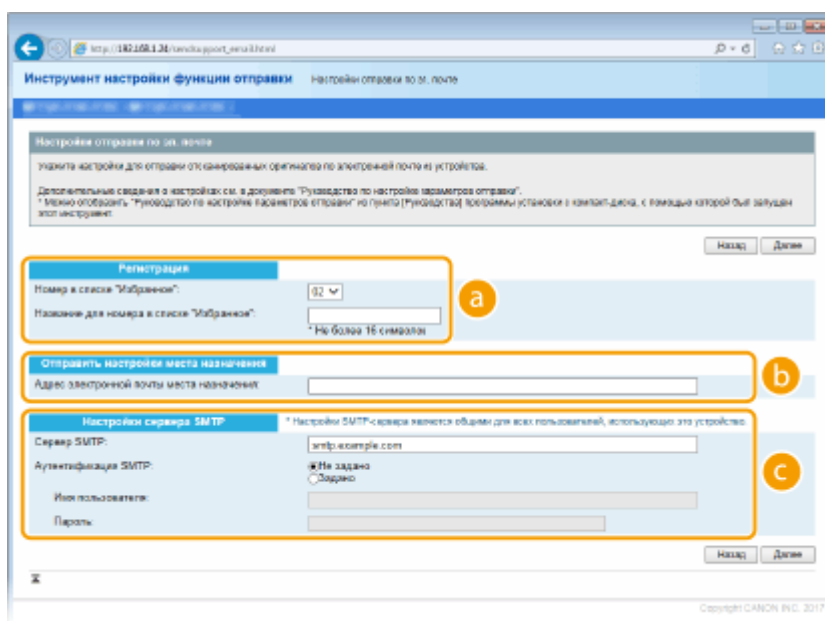 http://192.168.1.24/sendsupport_email.html
Инструмент настройки функции отправки Настройки отправки по эл. почте
Настройки отправки по эл. почте
Укажите настройки для отправки отсканированных оригиналов по электронной почте из устройства.
Дополнительные сведения о настройках см. в документе "Руководство по настройке параметров отправки".
* Можно отобразить "Руководство по настройке параметров отправки" из пункта [Руководства] программы установки с компакт-диска, с помощью которой был запущен
этот инструмент.
Назад Далее
Регистрация
Номер в списке "Избранное": 02
a
Название для номера в списке "Избранное":
* Не более 16 символов
Отправить настройки места назначения
b
Адрес электронной почты места назначения:
Настройки сервера SMTP * Настройки SMTP-сервера являются общими для всех пользователей, использующих это устройство.
Сервер SMTP: smtp.example.com
Аутентификация SMTP: Не задано
c
Задано
Имя пользователя:
Пароль:
Назад Далее
Copyright CANON INC. 2017